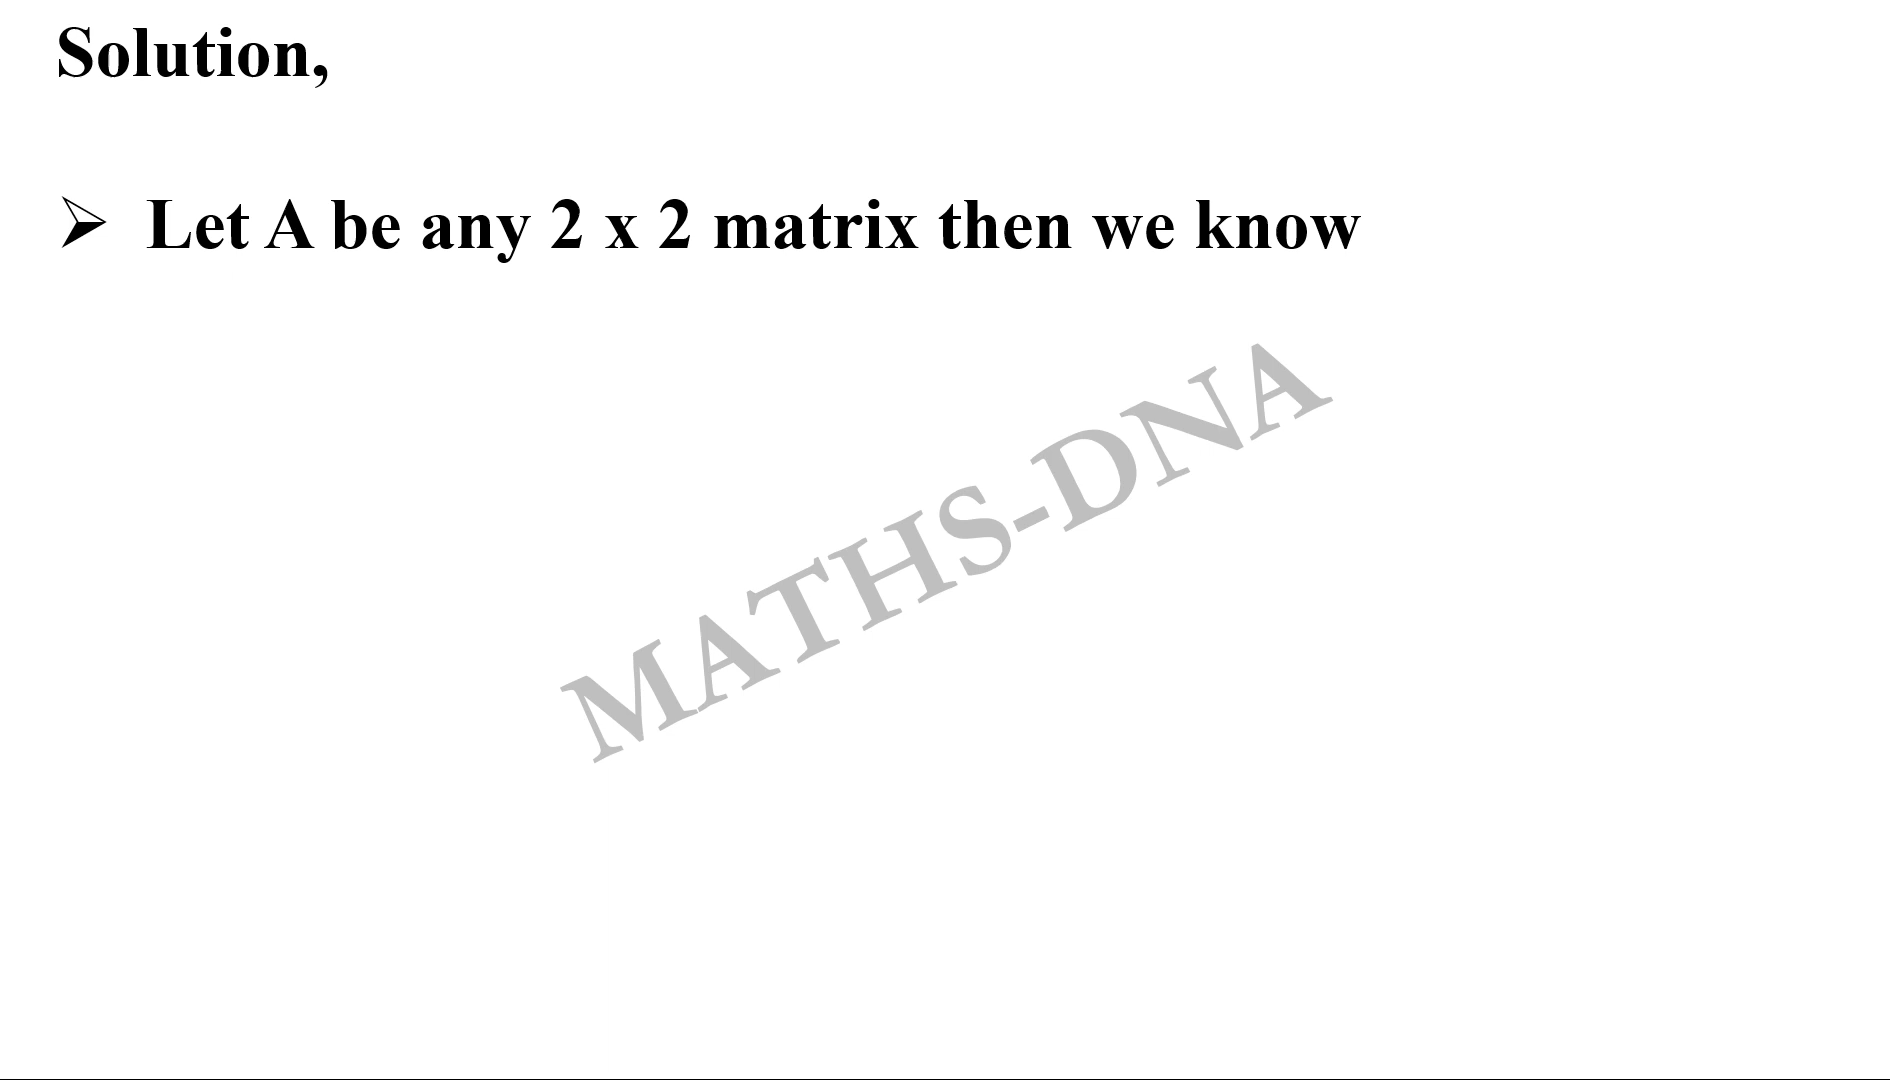 Solution,
➢ Let A be any 2 x 2 matrix then we know
MATHS-DNA